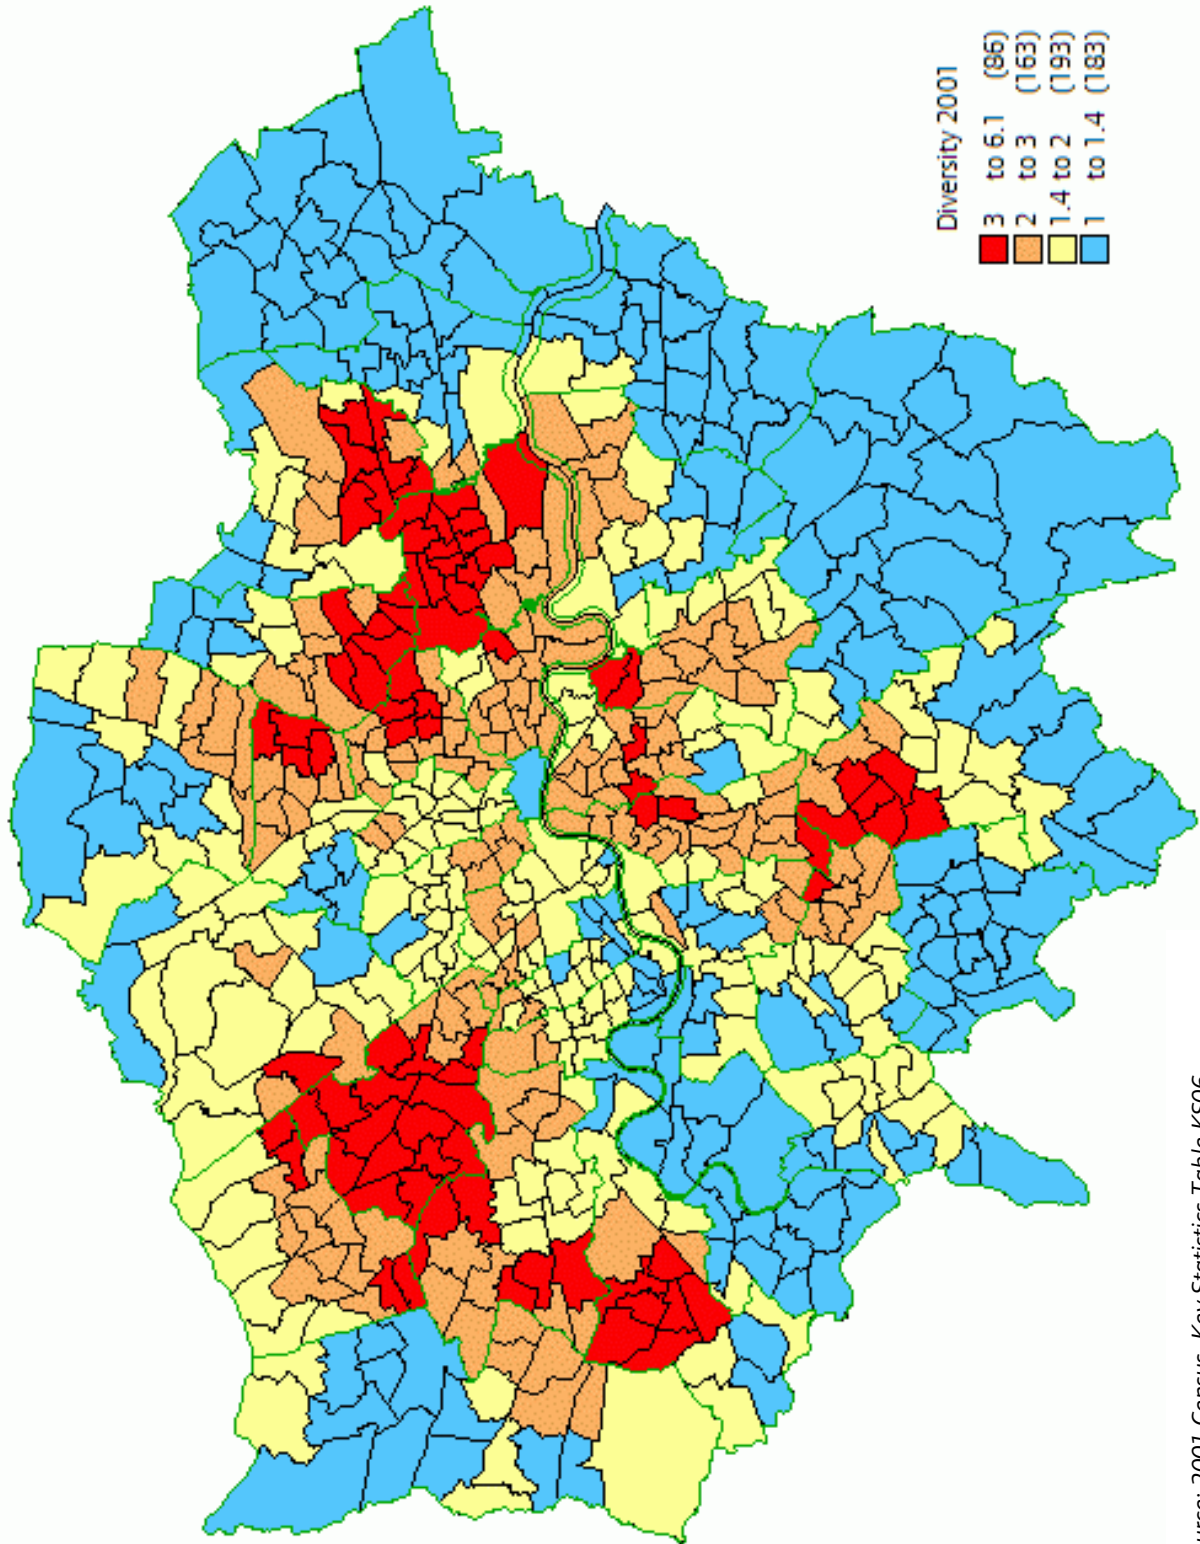 Diversity 2001
3 to 6.1 (86)
2 to 3 (163)
1.4 to 2 (193)
1 to 1.4 (183)
2001 Census, Key Statistics Table KS06